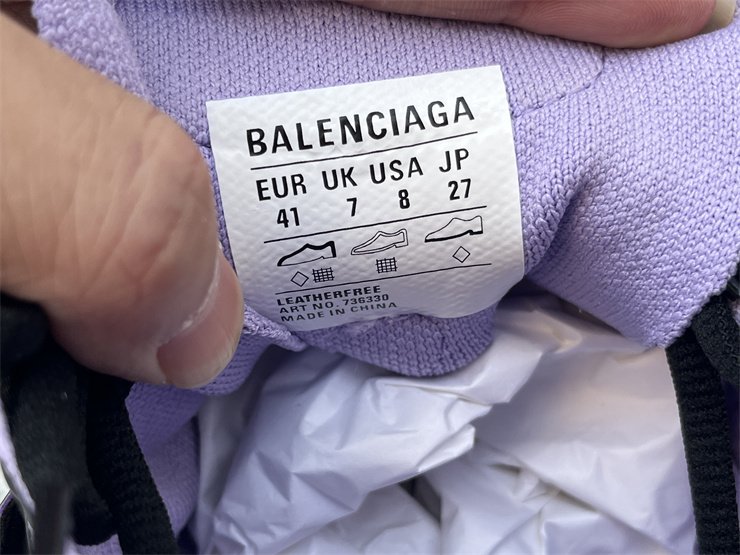 BALENCIAGA
EUR UK USA JP
41 7 8 27
LEATHERFREE
ART NO. 736330
MADE IN CHINA